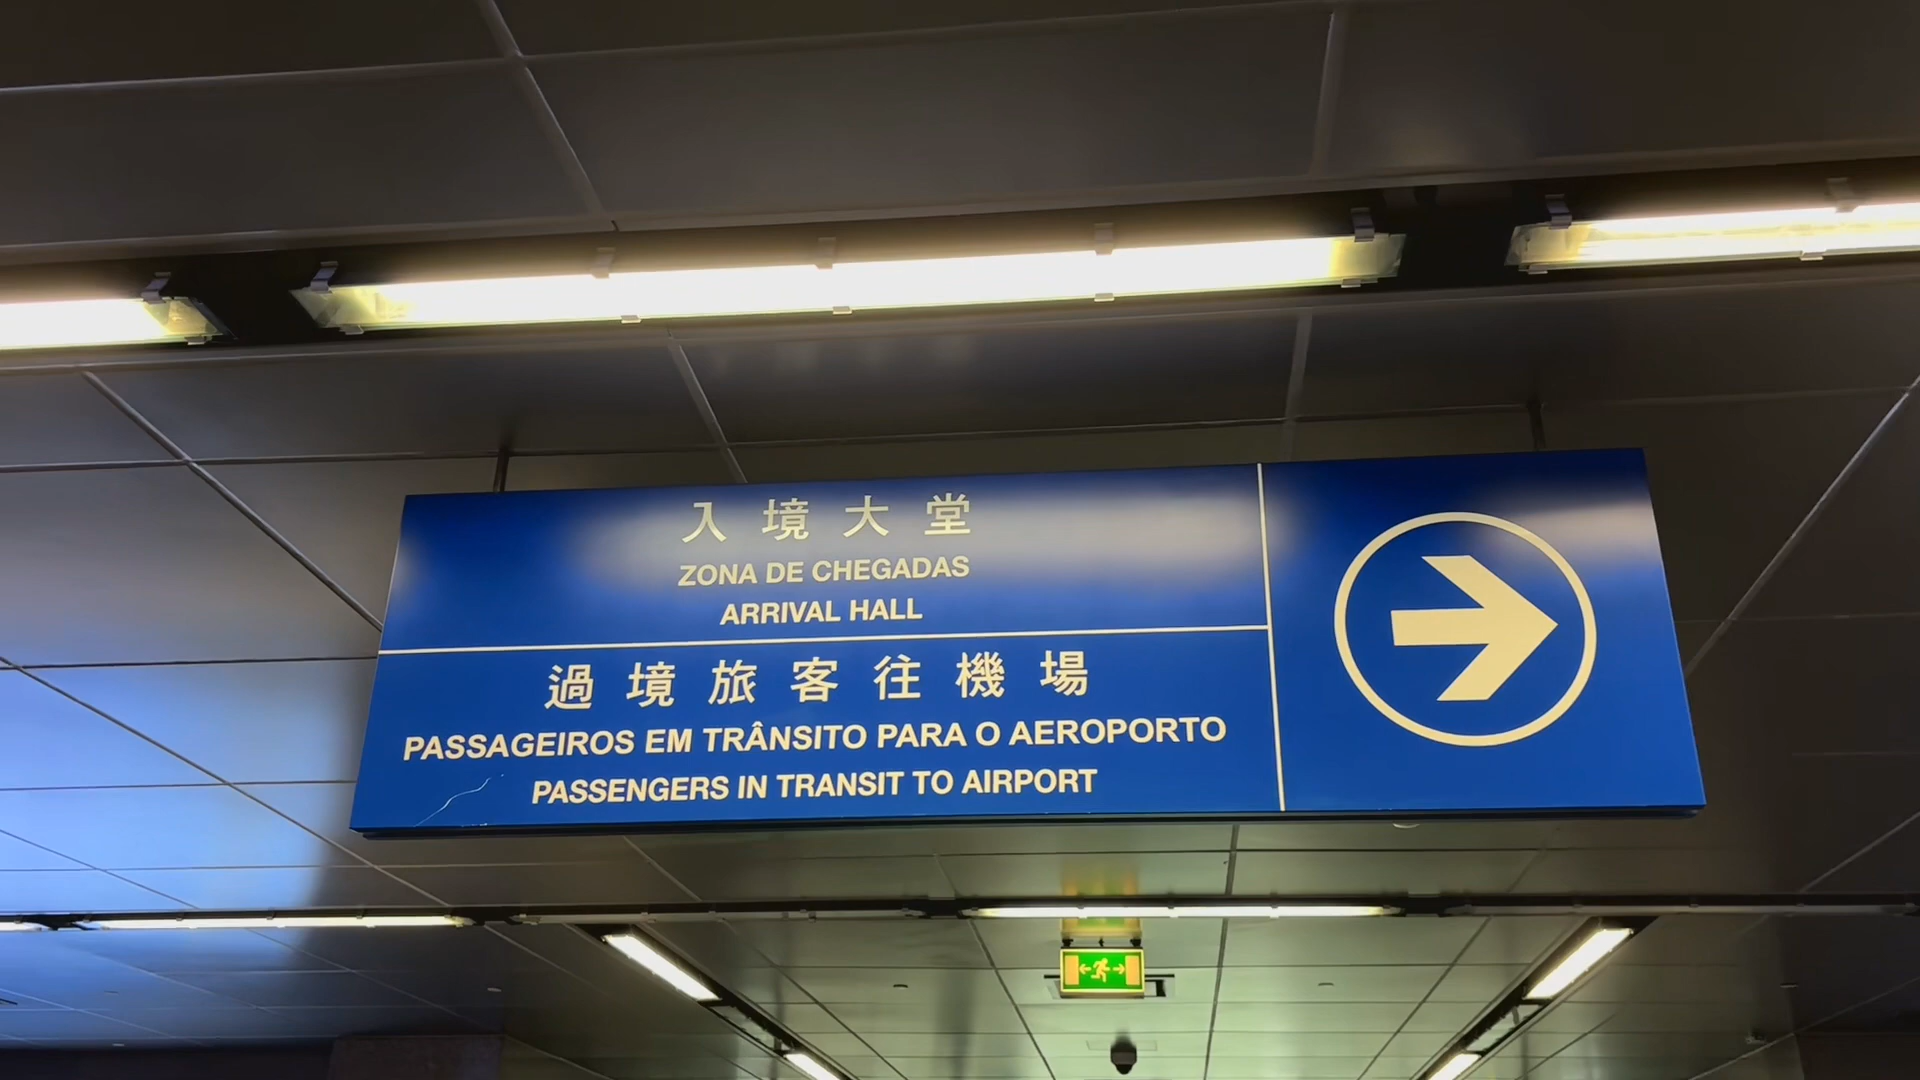 入境大堂
ZONA DE CHEGADAS
ARRIVAL HALL
過境旅客往機場
PASSAGEIROS EM TRÂNSITO PARA O AEROPORTO
PASSENGERS IN TRANSIT TO AIRPORT